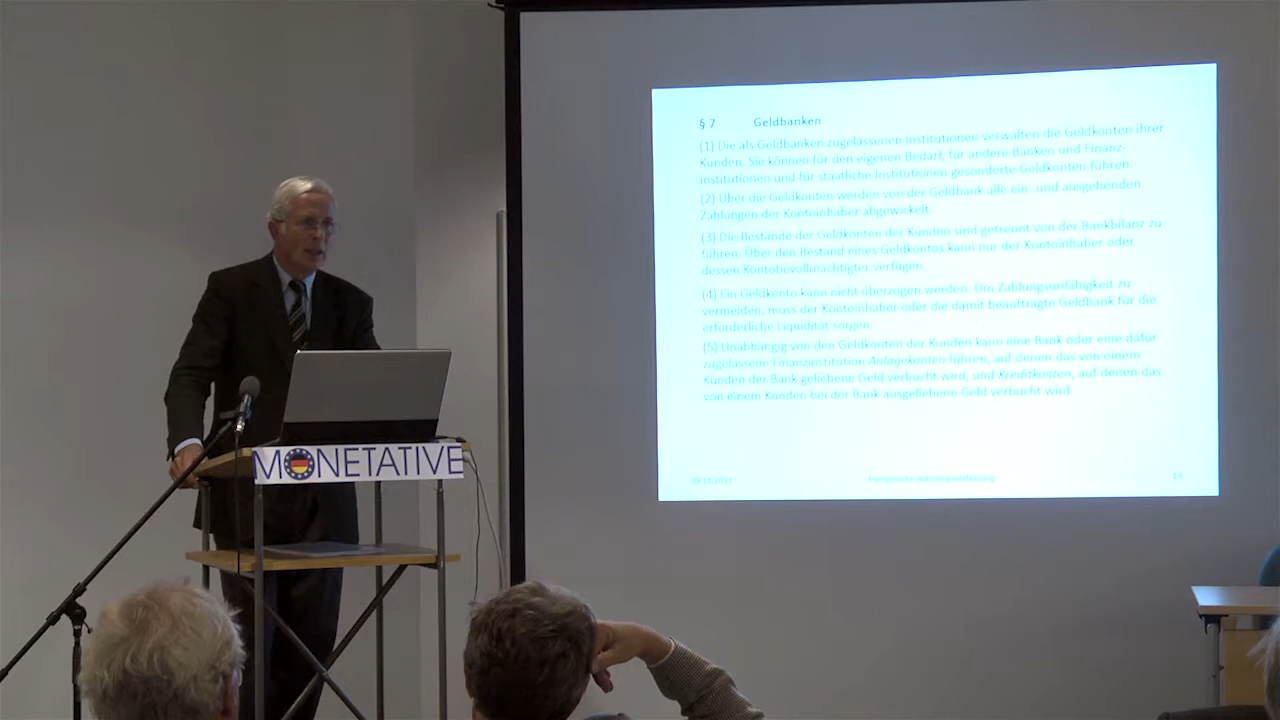 § 7 Geldbanken
(1) Die als Geldbanken zugelassenen Institutionen verwalten die Geldkonten ihrer
Kunden. Sie können für den eigenen Bedarf, für andere Banken und Finanz-
institutionen und für staatliche Institutionen gesonderte Geldkonten führen.
(2) Über die Geldkonten werden von der Geldbank alle ein- und ausgehenden
Zahlungen der Kontoinhaber abgewickelt.
(3) Die Bestände der Geldkonten der Kunden sind getrennt von der Bankbilanz zu
führen. Über den Bestand eines Geldkontos kann nur der Kontoinhaber oder
dessen Kontobevollmächtigter verfügen.
(4) Ein Geldkonto kann nicht überzogen werden. Um Zahlungsunfähigkeit zu
vermeiden, muss der Kontoinhaber oder die damit beauftragte Geldbank für die
erforderliche Liquidität sorgen.
(5) Unabhängig von den Geldkonten der Kunden kann eine Bank oder eine dafür
zugelassene Finanzinstitution Anlagekonten führen, auf denen das von einem
Kunden der Bank geliehene Geld verbucht wird, und Kreditkonten, auf denen das
von einem Kunden bei der Bank ausgeliehene Geld verbucht wird
MONETATIVE